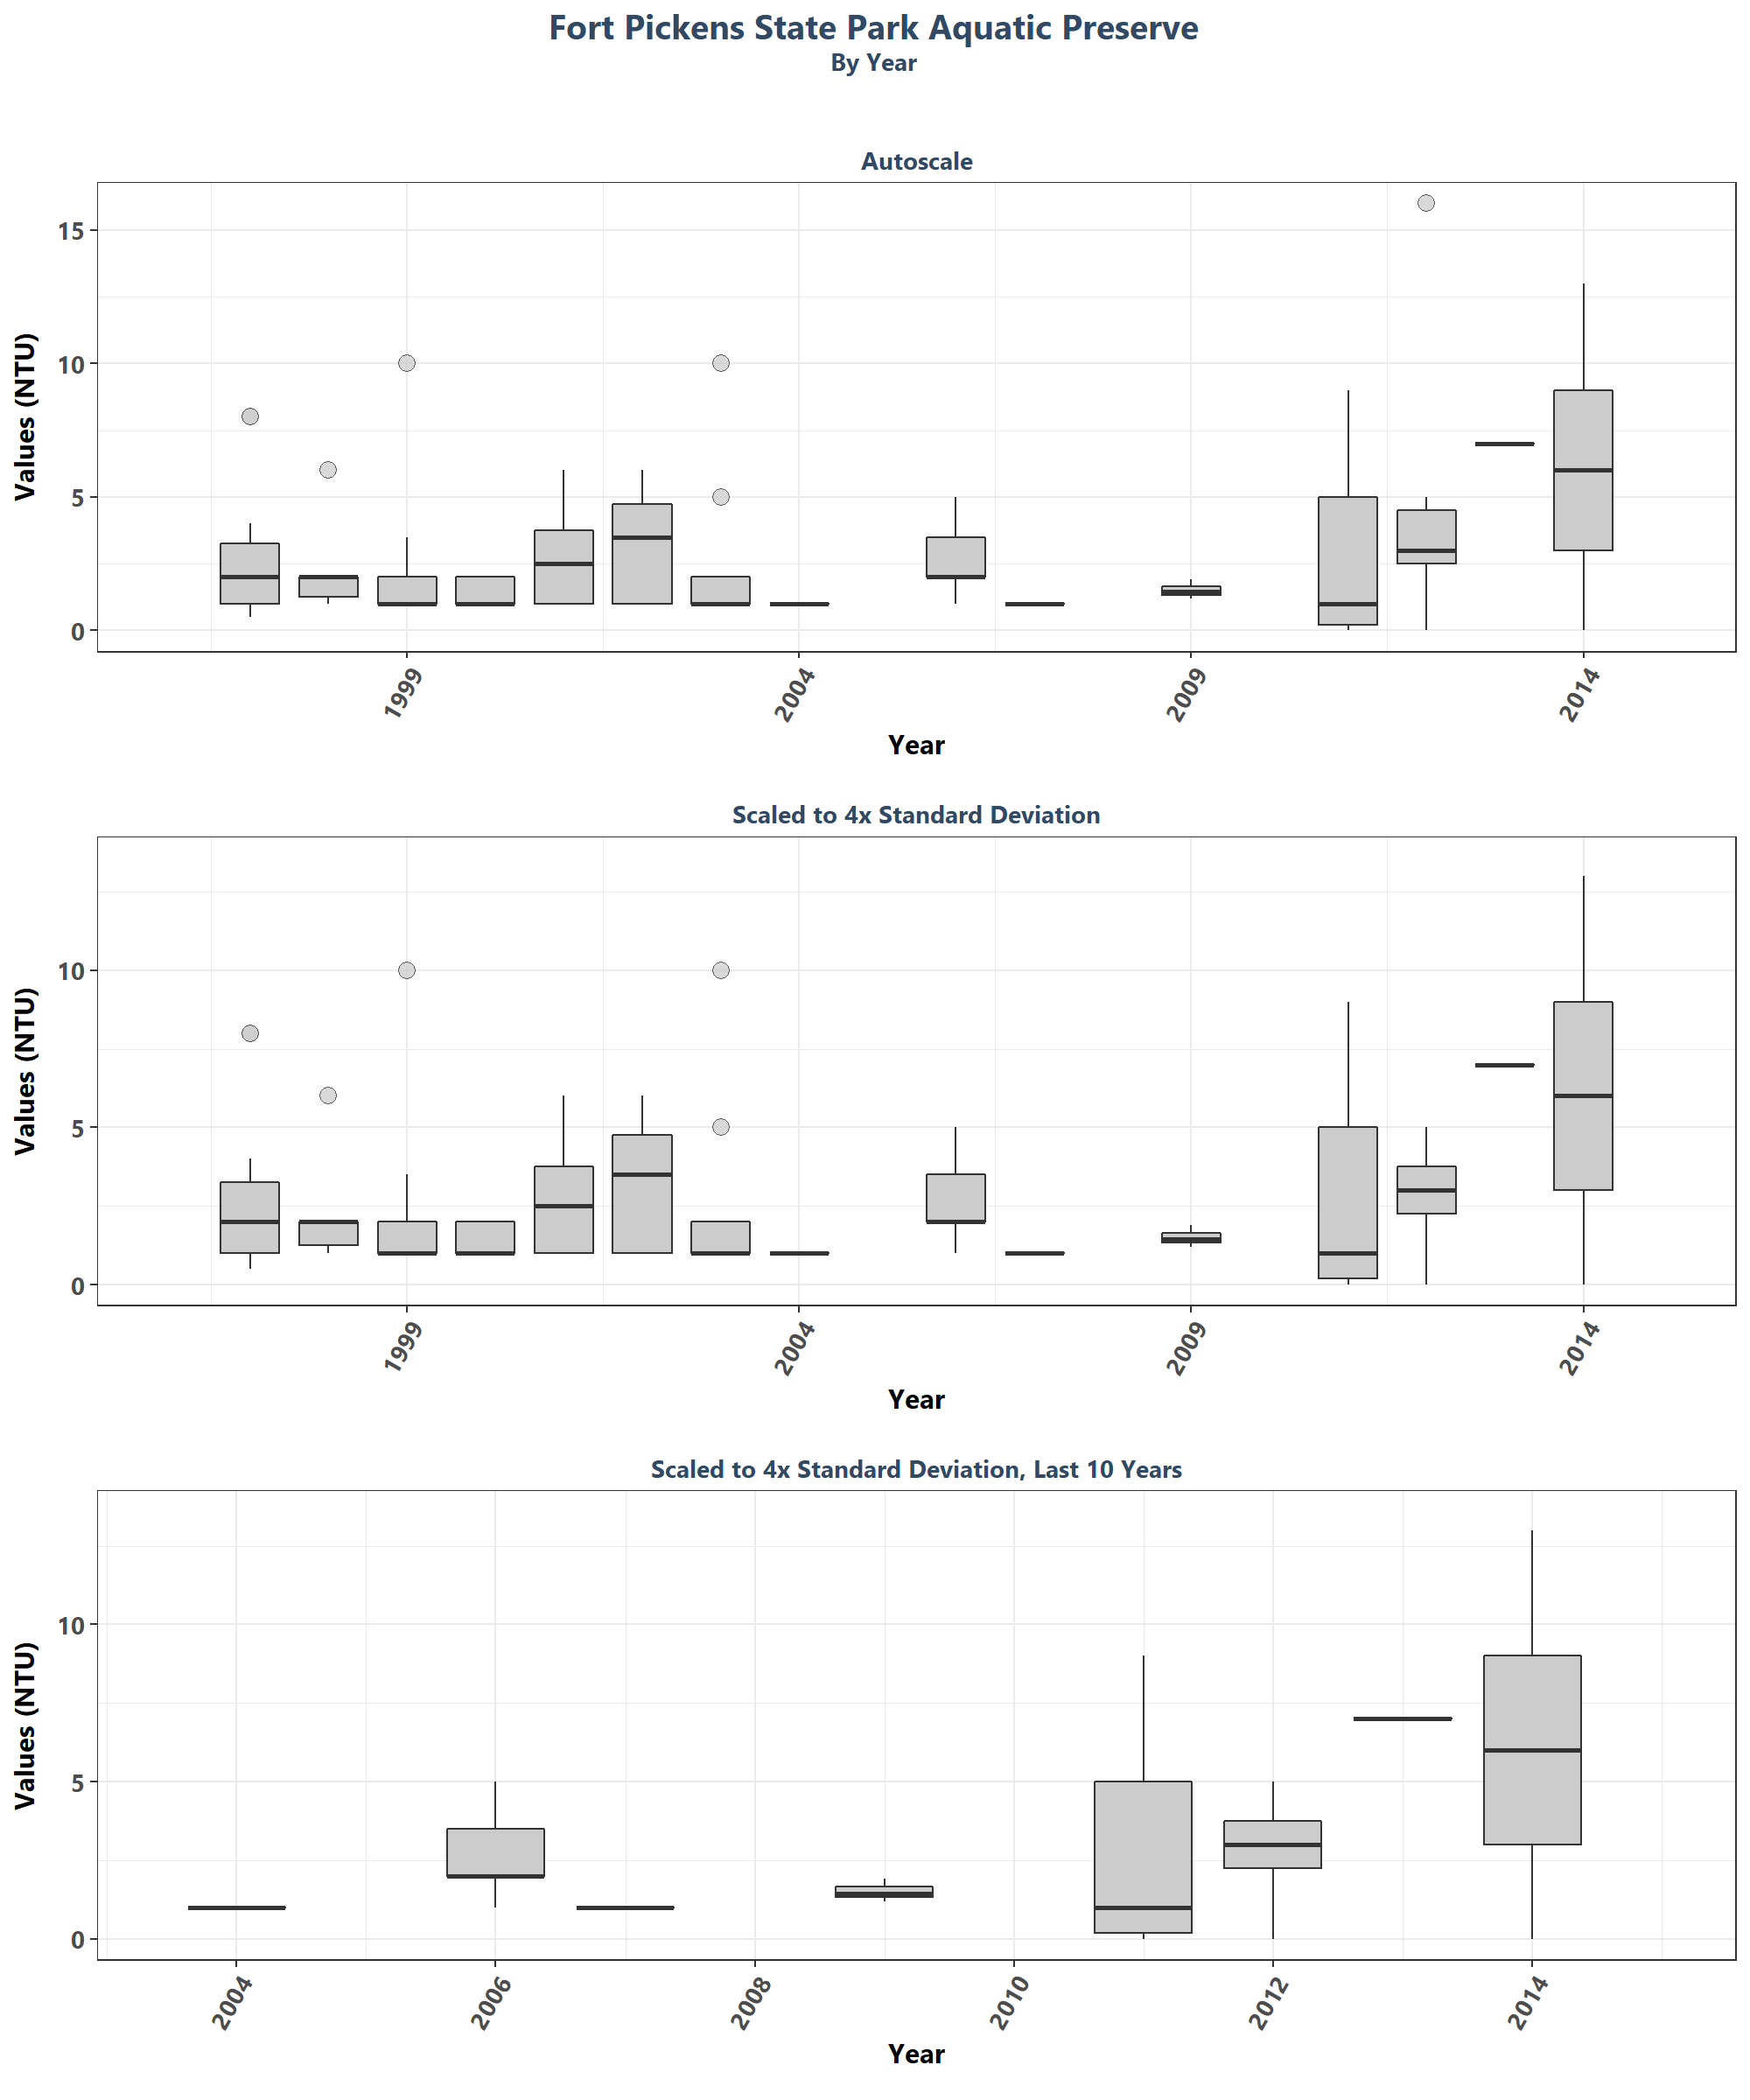 Fort Pickens State Park Aquatic Preserve
By Year
Autoscale
Values (NTU)
15
10
5
0
1999 2004 2009 2014
Year
Scaled to 4x Standard Deviation
Values (NTU)
10
5
0
1999 2004 2009 2014
Year
Scaled to 4x Standard Deviation, Last 10 Years
Values (NTU)
10
5
0
2004 2006 2008 2010 2012 2014
Year